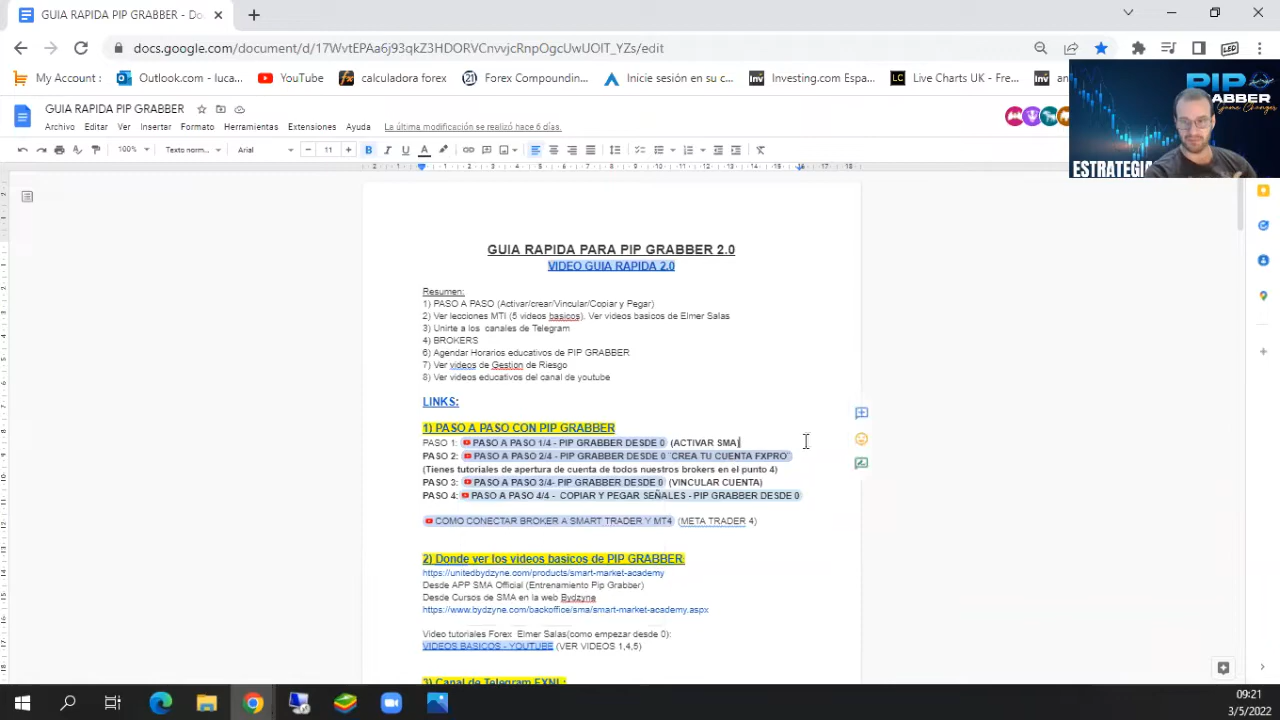 GUIA RAPIDA PIP GRABBER - Do
docs.google.com/document/d/17WvtEPAa6j93qkZ3HDORVCnvvjcRnpOgcUwUOIT_YZs/edit
My Account :
Outlook.com - luca...
YouTube
calculadora forex
Forex Compoundin...
Inicie sesión en su c...
Investing.com Espa...
Live Charts UK - Fre...
GUIA RAPIDA PIP GRABBER
Archivo Editar Ver Insertar Formato Herramientas Extensiones Ayuda La última modificación se realizó hace 6 días.
100% Texto norm... Arial 11
PIP
ABBER
Game Changer
ESTRATEGIA
GUIA RAPIDA PARA PIP GRABBER 2.0
VIDEO GUIA RAPIDA 2.0
Resumen:
1) PASO A PASO (Activar/crear/Vincular/Copiar y Pegar)
2) Ver lecciones MTI (5 videos basicos). Ver videos basicos de Elmer Salas
3) Unirte a los canales de Telegram
4) BROKERS
6) Agendar Horarios educativos de PIP GRABBER
7) Ver videos de Gestion de Riesgo
8) Ver videos educativos del canal de youtube
LINKS:
1) PASO A PASO CON PIP GRABBER
PASO 1: PASO A PASO 1/4 - PIP GRABBER DESDE 0 (ACTIVAR SMA)
PASO 2: PASO A PASO 2/4 - PIP GRABBER DESDE 0 ¨CREA TU CUENTA FXPRO¨
(Tienes tutoriales de apertura de cuenta de todos nuestros brokers en el punto 4)
PASO 3: PASO A PASO 3/4- PIP GRABBER DESDE 0 (VINCULAR CUENTA)
PASO 4: PASO A PASO 4/4 - COPIAR Y PEGAR SEÑALES - PIP GRABBER DESDE 0
COMO CONECTAR BROKER A SMART TRADER Y MT4 (META TRADER 4)
2) Donde ver los videos basicos de PIP GRABBER:
https://unitedbydzyne.com/products/smart-market-academy
Desde APP SMA Official (Entrenamiento Pip Grabber)
Desde Cursos de SMA en la web Bydzyne
https://www.bydzyne.com/backoffice/sma/smart-market-academy.aspx
Video tutoriales Forex Elmer Salas(como empezar desde 0):
VIDEOS BASICOS - YOUTUBE (VER VIDEOS 1,4,5)
3) Canal de Telegram FXNL:
09:21
3/5/2022